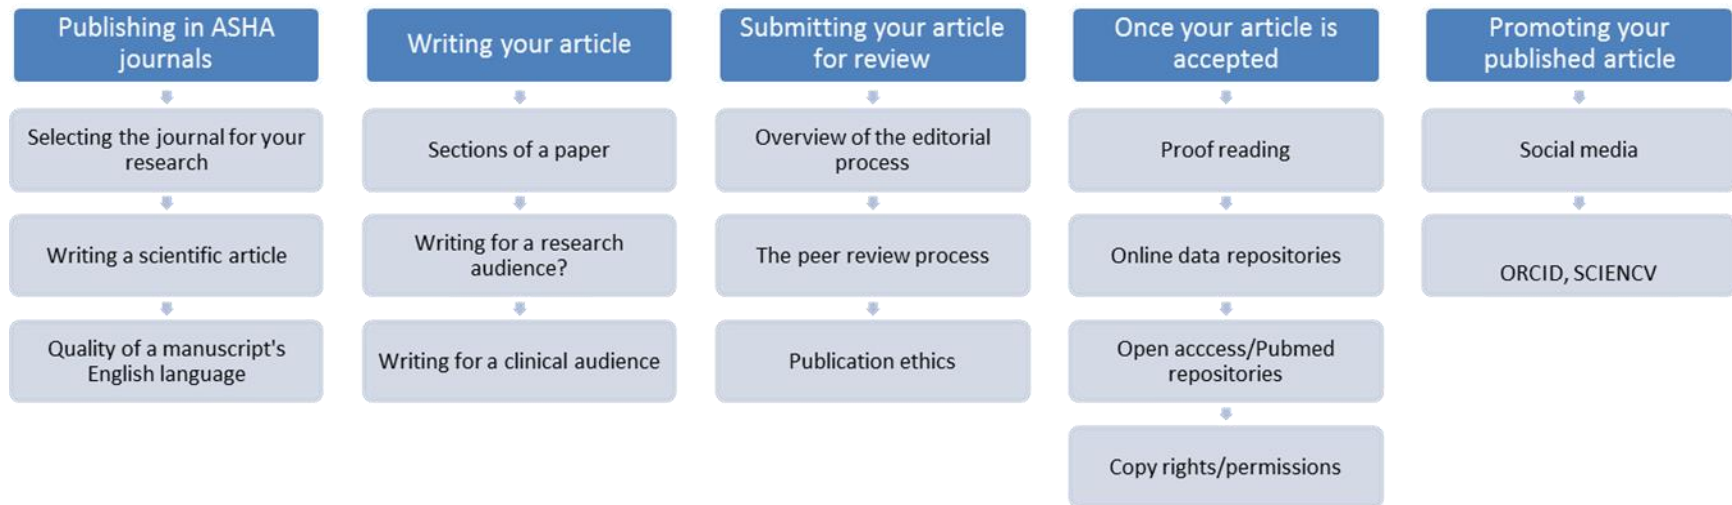 Publishing in ASHA
journals
Selecting the journal for your
research
Writing a scientific article
Quality of a manuscript's
English language
Writing your article
Sections of a paper
Writing for a research
audience?
Writing for a clinical audience
Submitting your article
for review
Overview of the editorial
process
The peer review process
Publication ethics
Once your article is
accepted
Proof reading
Online data repositories
Open acccess/Pubmed
repositories
Copy rights/permissions
Promoting your
published article
Social media
ORCID, SCIENCV